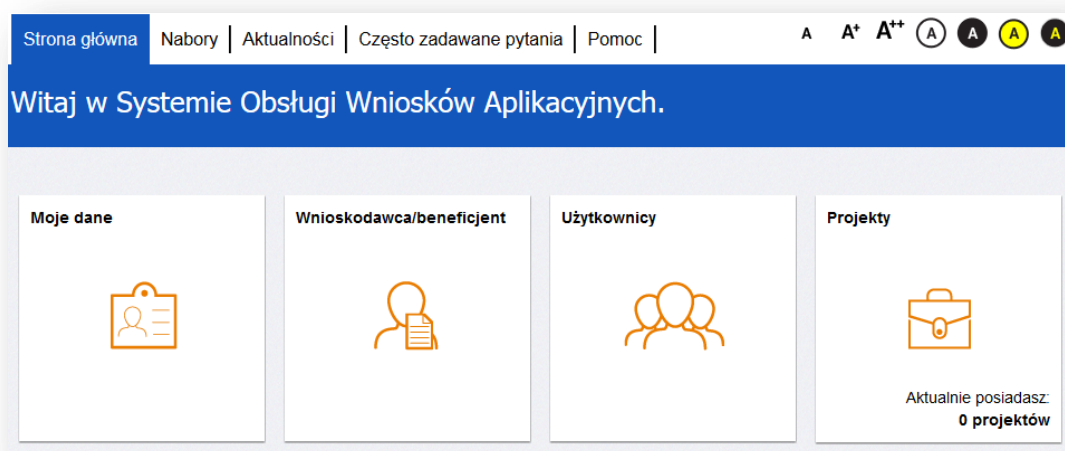 Strona główna Nabory Aktualności Często zadawane pytania Pomoc A A+ A++ A A A A
Witaj w Systemie Obsługi Wniosków Aplikacyjnych.
Moje dane Wnioskodawca/beneficjent Użytkownicy Projekty
Aktualnie posiadasz:
0 projektów